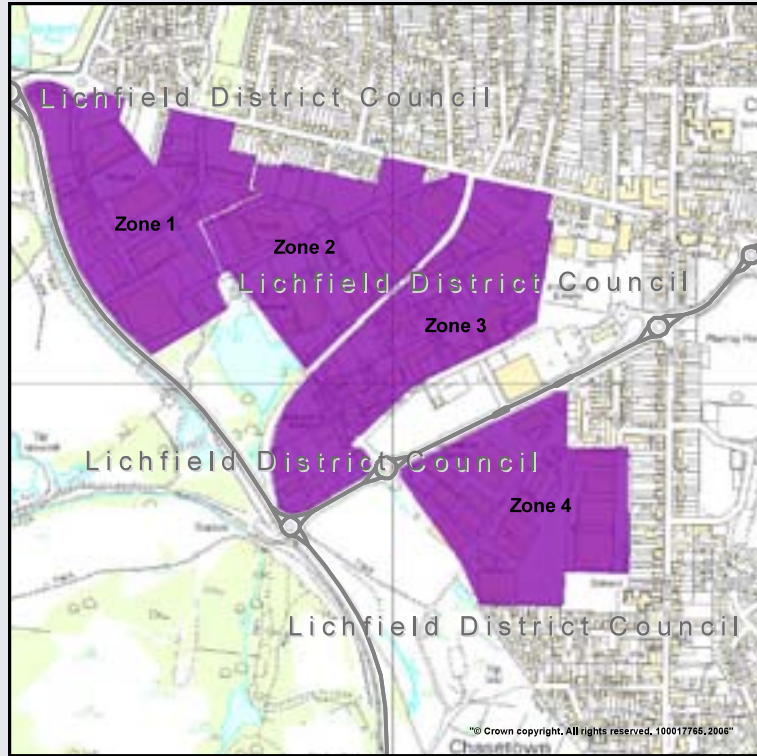 Lichfield District Council
Zone 1
Zone 2
Lichfield District Council
Zone 3
Lichfield District Council
Zone 4
Lichfield District Council
"© Crown copyright. All rights reserved. 100017765.2006"
Chasetown